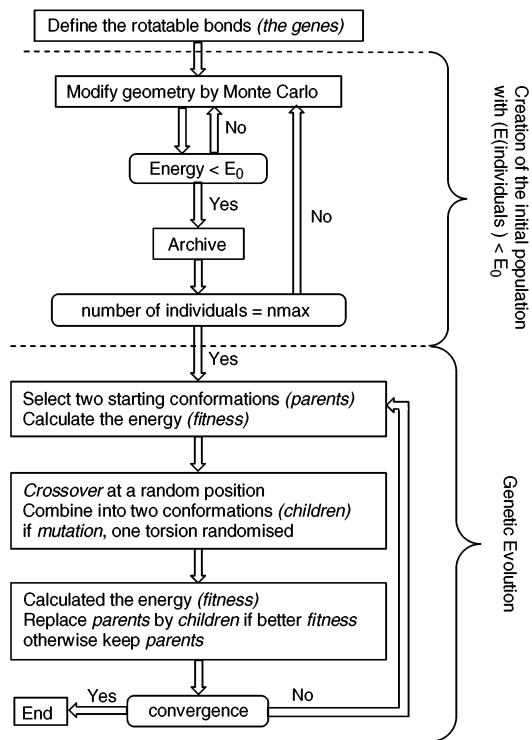 Define the rotatable bonds (the genes)
Modify geometry by Monte Carlo
No
Energy < E0
Yes
No
Archive
number of individuals = nmax
Yes
Creation of the initial population
with (E(individuals ) < E0
Select two starting conformations (parents)
Calculate the energy (fitness)
Crossover at a random position
Combine into two conformations (children)
if mutation, one torsion randomised
Calculated the energy (fitness)
Replace parents by children if better fitness
otherwise keep parents
Yes
No
End
convergence
Genetic Evolution